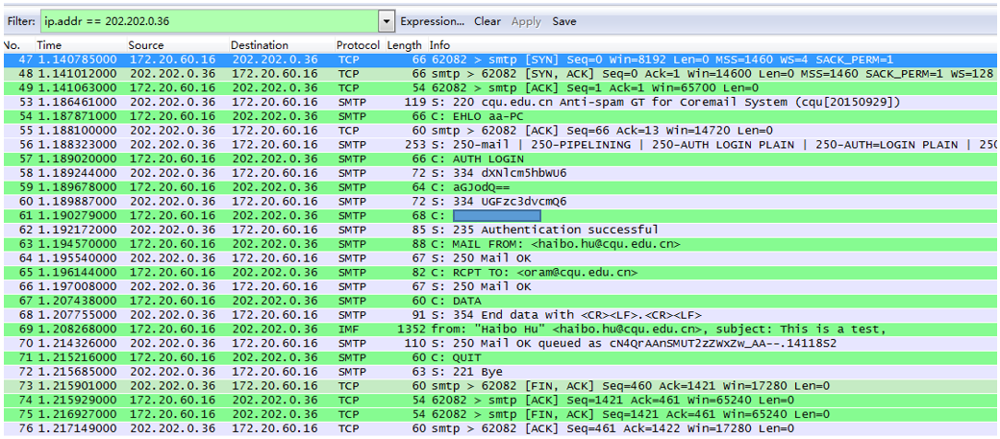 Filter: ip.addr == 202.202.0.36 Expression... Clear Apply Save
No. Time Source Destination Protocol Length Info
47 1.140785000 172.20.60.16 202.202.0.36 TCP 66 62082 > smtp [SYN] Seq=0 Win=8192 Len=0 MSS=1460 WS=4 SACK_PERM=1
48 1.141012000 202.202.0.36 172.20.60.16 TCP 66 smtp > 62082 [SYN, ACK] Seq=0 Ack=1 Win=14600 Len=0 MSS=1460 SACK_PERM=1 WS=128
49 1.141063000 172.20.60.16 202.202.0.36 TCP 54 62082 > smtp [ACK] Seq=1 Ack=1 Win=65700 Len=0
53 1.186461000 202.202.0.36 172.20.60.16 SMTP 119 S: 220 cqu.edu.cn Anti-spam GT for Coremail System (cqu[20150929])
54 1.187871000 172.20.60.16 202.202.0.36 SMTP 66 C: EHLO aa-PC
55 1.188100000 202.202.0.36 172.20.60.16 TCP 60 smtp > 62082 [ACK] Seq=66 Ack=13 Win=14720 Len=0
56 1.188323000 202.202.0.36 172.20.60.16 SMTP 253 S: 250-mail | 250-PIPELINING | 250-AUTH LOGIN PLAIN | 250-AUTH=LOGIN PLAIN | 250
57 1.189020000 172.20.60.16 202.202.0.36 SMTP 66 C: AUTH LOGIN
58 1.189244000 202.202.0.36 172.20.60.16 SMTP 72 S: 334 dXNlcm5hbWU6
59 1.189678000 172.20.60.16 202.202.0.36 SMTP 64 C: aGJodQ==
60 1.189887000 202.202.0.36 172.20.60.16 SMTP 72 S: 334 UGFzc3dvcmQ6
61 1.190279000 172.20.60.16 202.202.0.36 SMTP 68 C:
62 1.192172000 202.202.0.36 172.20.60.16 SMTP 85 S: 235 Authentication successful
63 1.194570000 172.20.60.16 202.202.0.36 SMTP 88 C: MAIL FROM: <haibo.hu@cqu.edu.cn>
64 1.195540000 202.202.0.36 172.20.60.16 SMTP 67 S: 250 Mail OK
65 1.196144000 172.20.60.16 202.202.0.36 SMTP 82 C: RCPT TO: <oram@cqu.edu.cn>
66 1.197008000 202.202.0.36 172.20.60.16 SMTP 67 S: 250 Mail OK
67 1.207438000 172.20.60.16 202.202.0.36 SMTP 60 C: DATA
68 1.207755000 202.202.0.36 172.20.60.16 SMTP 91 S: 354 End data with <CR><LF>.<CR><LF>
69 1.208268000 172.20.60.16 202.202.0.36 IMF 1352 from: "Haibo Hu" <haibo.hu@cqu.edu.cn>, subject: This is a test,
70 1.214326000 202.202.0.36 172.20.60.16 SMTP 110 S: 250 Mail OK queued as cN4QrAAnSMUT2zZWxZw_AA--.14118S2
71 1.215216000 172.20.60.16 202.202.0.36 SMTP 60 C: QUIT
72 1.215685000 202.202.0.36 172.20.60.16 SMTP 63 S: 221 Bye
73 1.215901000 202.202.0.36 172.20.60.16 TCP 60 smtp > 62082 [FIN, ACK] Seq=460 Ack=1421 Win=17280 Len=0
74 1.215929000 172.20.60.16 202.202.0.36 TCP 54 62082 > smtp [ACK] Seq=1421 Ack=461 Win=65240 Len=0
75 1.216927000 172.20.60.16 202.202.0.36 TCP 54 62082 > smtp [FIN, ACK] Seq=1421 Ack=461 Win=65240 Len=0
76 1.217149000 202.202.0.36 172.20.60.16 TCP 60 smtp > 62082 [ACK] Seq=461 Ack=1422 Win=17280 Len=0